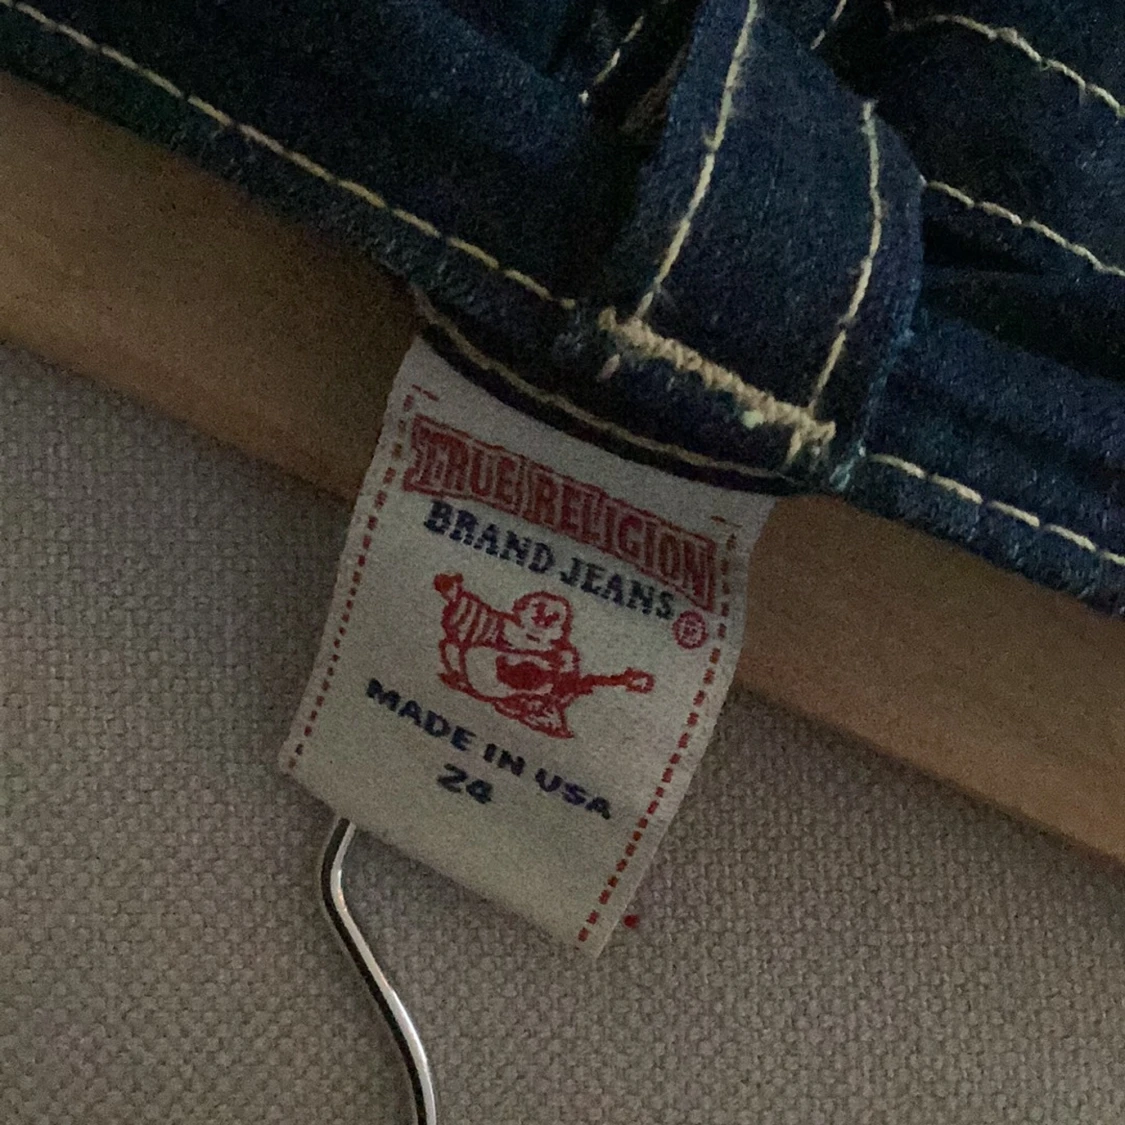 TRUE RELIGION
BRAND JEANS ®
MADE IN USA
24